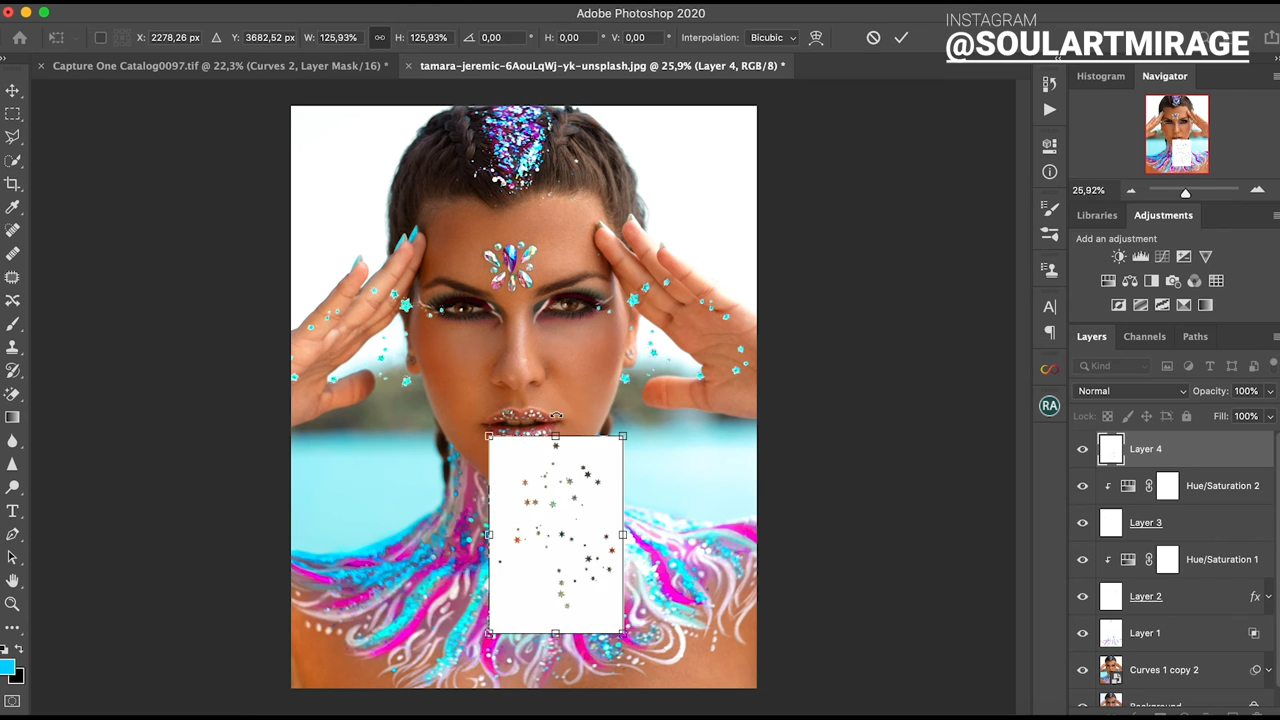 Adobe Photoshop 2020
INSTAGRAM
@SOULARTMIRAGE
X: 2278,26 px Y: 3682,52 px W: 125,93% H: 125,93% 0,00 ° H: 0,00 ° V: 0,00 ° Interpolation: Bicubic
Capture One Catalog0097.tif @ 22,3% (Curves 2, Layer Mask/16) *
tamara-jeremic-6AouLqWj-yk-unsplash.jpg @ 25,9% (Layer 4, RGB/8) *
Histogram Navigator
25,92%
Libraries Adjustments
Add an adjustment
Layers Channels Paths
Kind
Normal Opacity: 100%
Lock: Fill: 100%
Layer 4
Hue/Saturation 2
Layer 3
Hue/Saturation 1
Layer 2 fx
Layer 1
Curves 1 copy 2
Background
RA